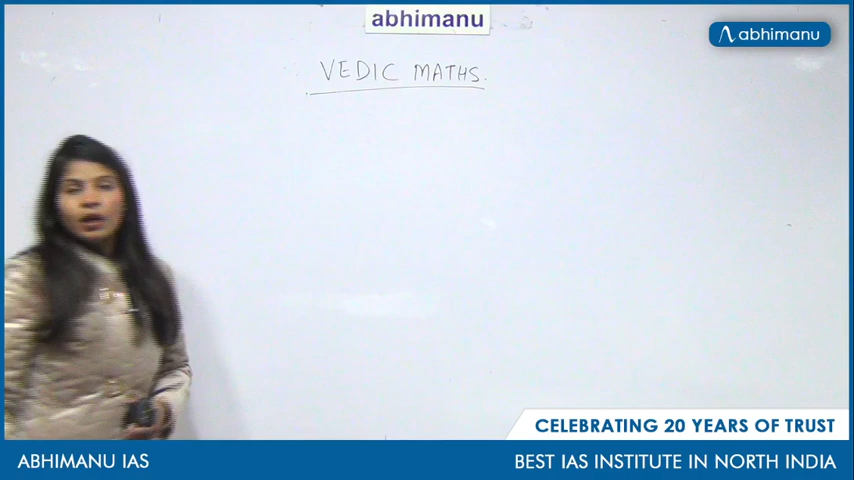 abhimanu
abhimanu
VEDIC MATHS.
CELEBRATING 20 YEARS OF TRUST
ABHIMANU IAS
BEST IAS INSTITUTE IN NORTH INDIA